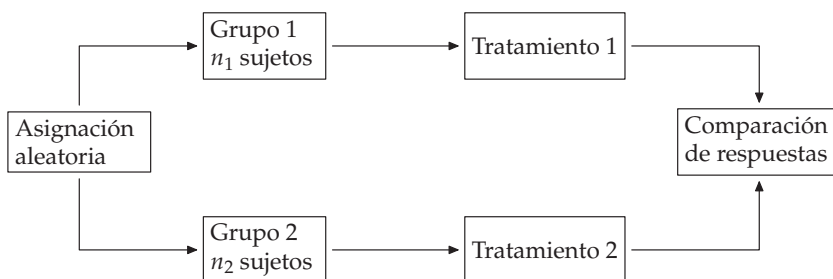 Grupo 1
n₁ sujetos
Tratamiento 1
Asignación
aleatoria
Comparación
de respuestas
Grupo 2
n₂ sujetos
Tratamiento 2